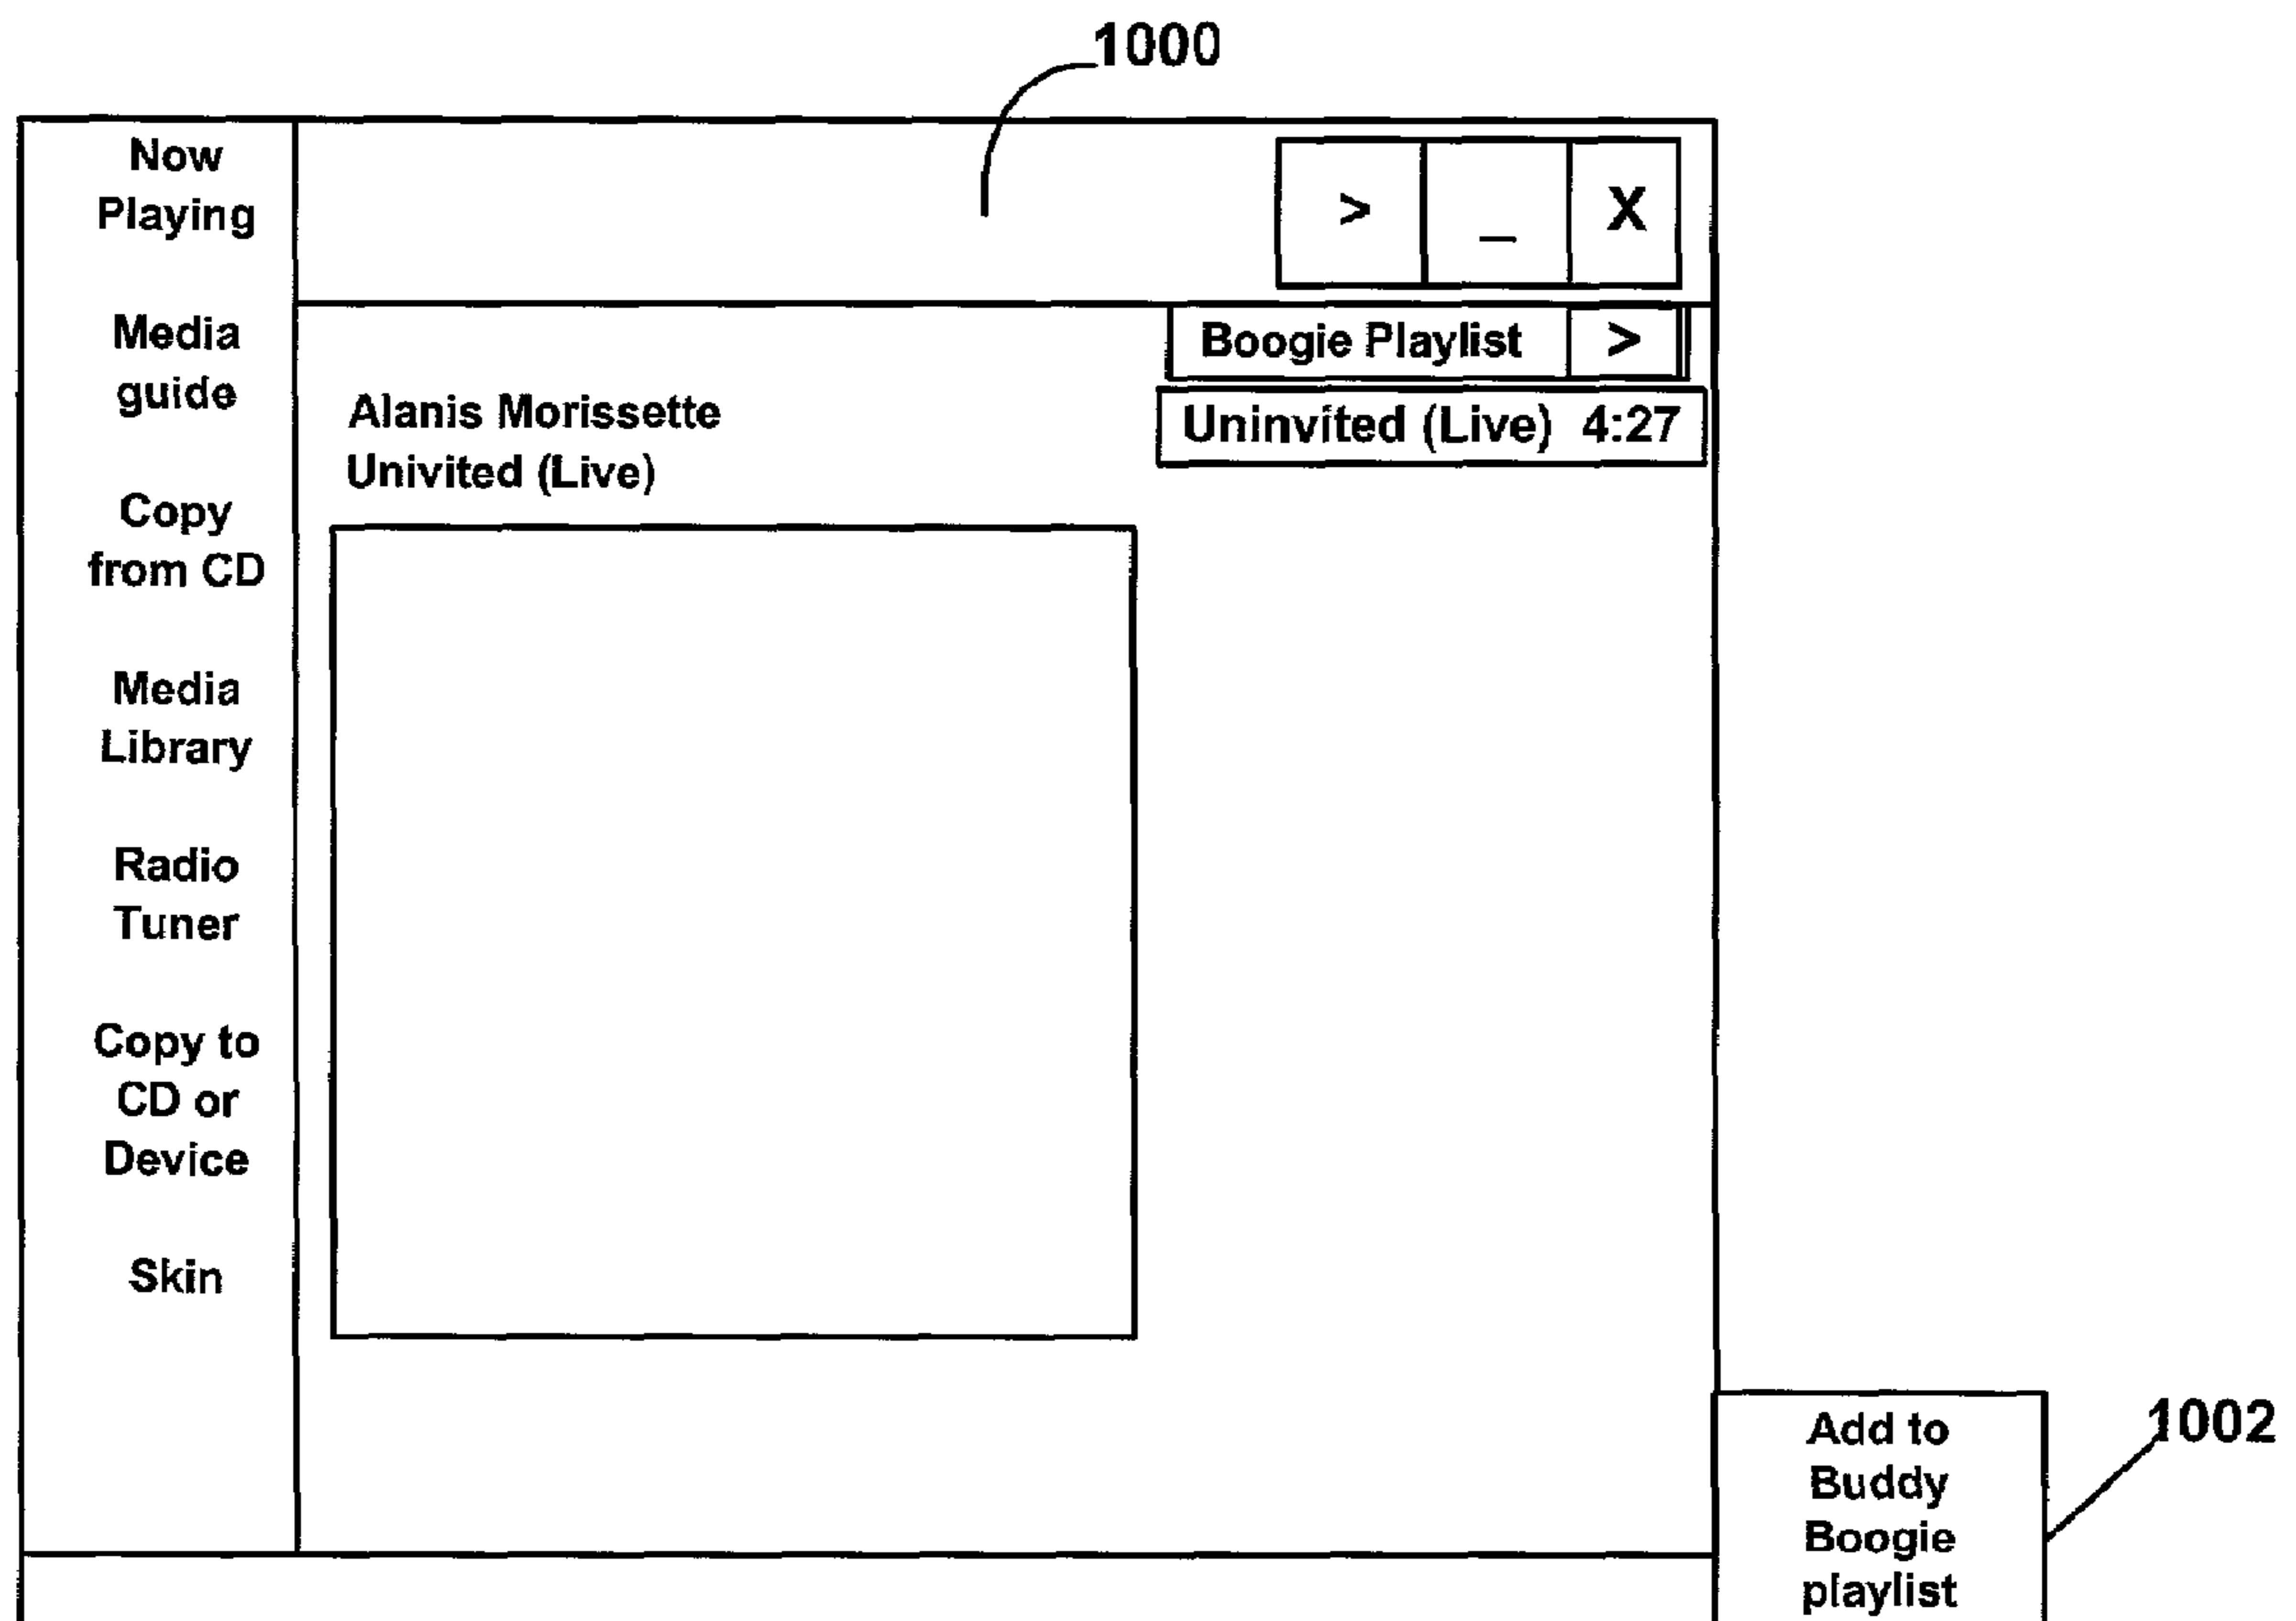 1000
Now
Playing
> _ X
Media
guide
Boogie Playlist >
Alanis Morissette
Univited (Live)
Uninvited (Live) 4:27
Copy
from CD
Media
Library
Radio
Tuner
Copy to
CD or
Device
Skin
Add to
Buddy
Boogie
playlist
1002